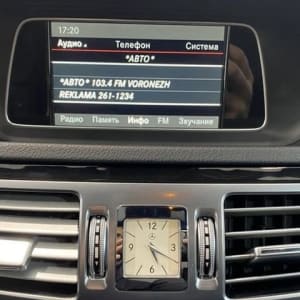 17:20
Аудио Телефон Система
*АВТО*
*АВТО* 103.4 FM VORONEZH
REKLAMA 261-1234
Радио Память Инфо FM Звучание
12
3
6
9